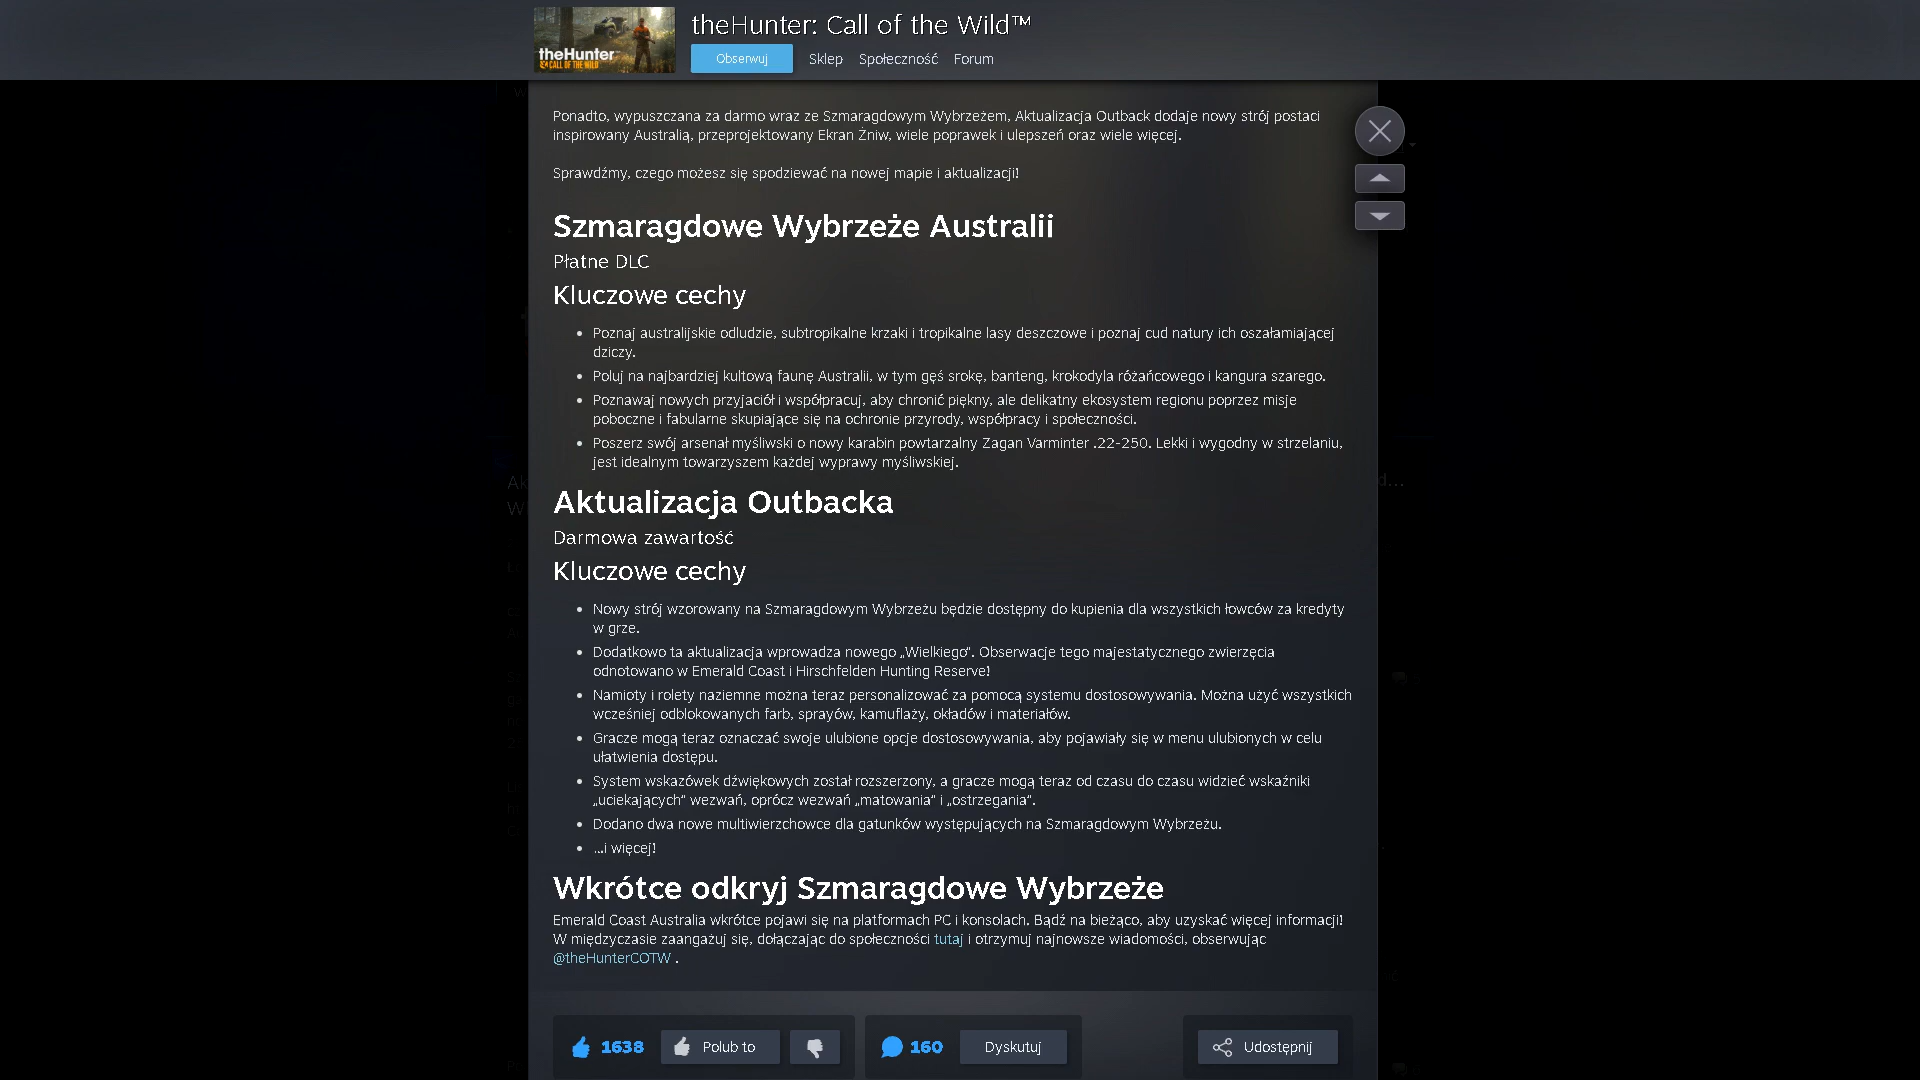 theHunter
CALL OF THE WILD
theHunter: Call of the Wild™
Obserwuj
Sklep
Społeczność
Forum
Ponadto, wypuszczana za darmo wraz ze Szmaragdowym Wybrzeżem, Aktualizacja Outback dodaje nowy strój postaci
inspirowany Australią, przeprojektowany Ekran Żniw, wiele poprawek i ulepszeń oraz wiele więcej.
Sprawdźmy, czego możesz się spodziewać na nowej mapie i aktualizacji!
Szmaragdowe Wybrzeże Australii
Płatne DLC
Kluczowe cechy
• Poznaj australijskie odludzie, subtropikalne krzaki i tropikalne lasy deszczowe i poznaj cud natury ich oszałamiającej
dziczy.
• Poluj na najbardziej kultową faunę Australii, w tym gęś srokę, banteng, krokodyla różańcowego i kangura szarego.
• Poznawaj nowych przyjaciół i współpracuj, aby chronić piękny, ale delikatny ekosystem regionu poprzez misje
poboczne i fabularne skupiające się na ochronie przyrody, współpracy i społeczności.
• Poszerz swój arsenał myśliwski o nowy karabin powtarzalny Zagan Varminter .22-250. Lekki i wygodny w strzelaniu,
jest idealnym towarzyszem każdej wyprawy myśliwskiej.
Aktualizacja Outbacka
Darmowa zawartość
Kluczowe cechy
• Nowy strój wzorowany na Szmaragdowym Wybrzeżu będzie dostępny do kupienia dla wszystkich łowców za kredyty
w grze.
• Dodatkowo ta aktualizacja wprowadza nowego „Wielkiego”. Obserwacje tego majestatycznego zwierzęcia
odnotowano w Emerald Coast i Hirschfelden Hunting Reserve!
• Namioty i rolety naziemne można teraz personalizować za pomocą systemu dostosowywania. Można użyć wszystkich
wcześniej odblokowanych farb, sprayów, kamuflaży, okładów i materiałów.
• Gracze mogą teraz oznaczać swoje ulubione opcje dostosowywania, aby pojawiały się w menu ulubionych w celu
ułatwienia dostępu.
• System wskazówek dźwiękowych został rozszerzony, a gracze mogą teraz od czasu do czasu widzieć wskaźniki
„uciekających” wezwań, oprócz wezwań „matowania” i „ostrzegania”.
• Dodano dwa nowe multiwierzchowce dla gatunków występujących na Szmaragdowym Wybrzeżu.
• ...i więcej!
Wkrótce odkryj Szmaragdowe Wybrzeże
Emerald Coast Australia wkrótce pojawi się na platformach PC i konsolach. Bądź na bieżąco, aby uzyskać więcej informacji!
W międzyczasie zaangażuj się, dołączając do społeczności tutaj i otrzymuj najnowsze wiadomości, obserwując
@theHunterCOTW .
1638
Polub to
160
Dyskutuj
Udostępnij